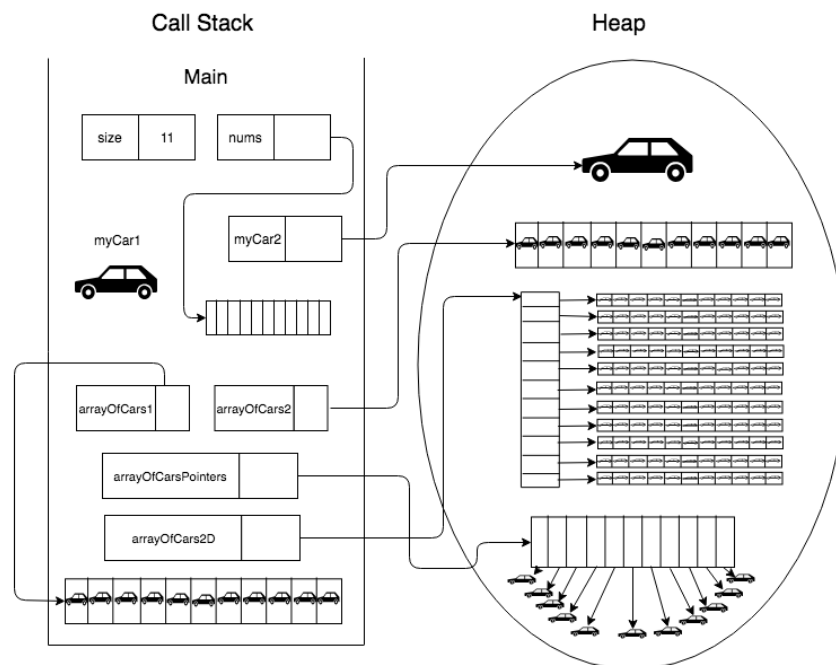 Call Stack
Heap
Main
size
11
nums
myCar1
myCar2
arrayOfCars1
arrayOfCars2
arrayOfCarsPointers
arrayOfCars2D